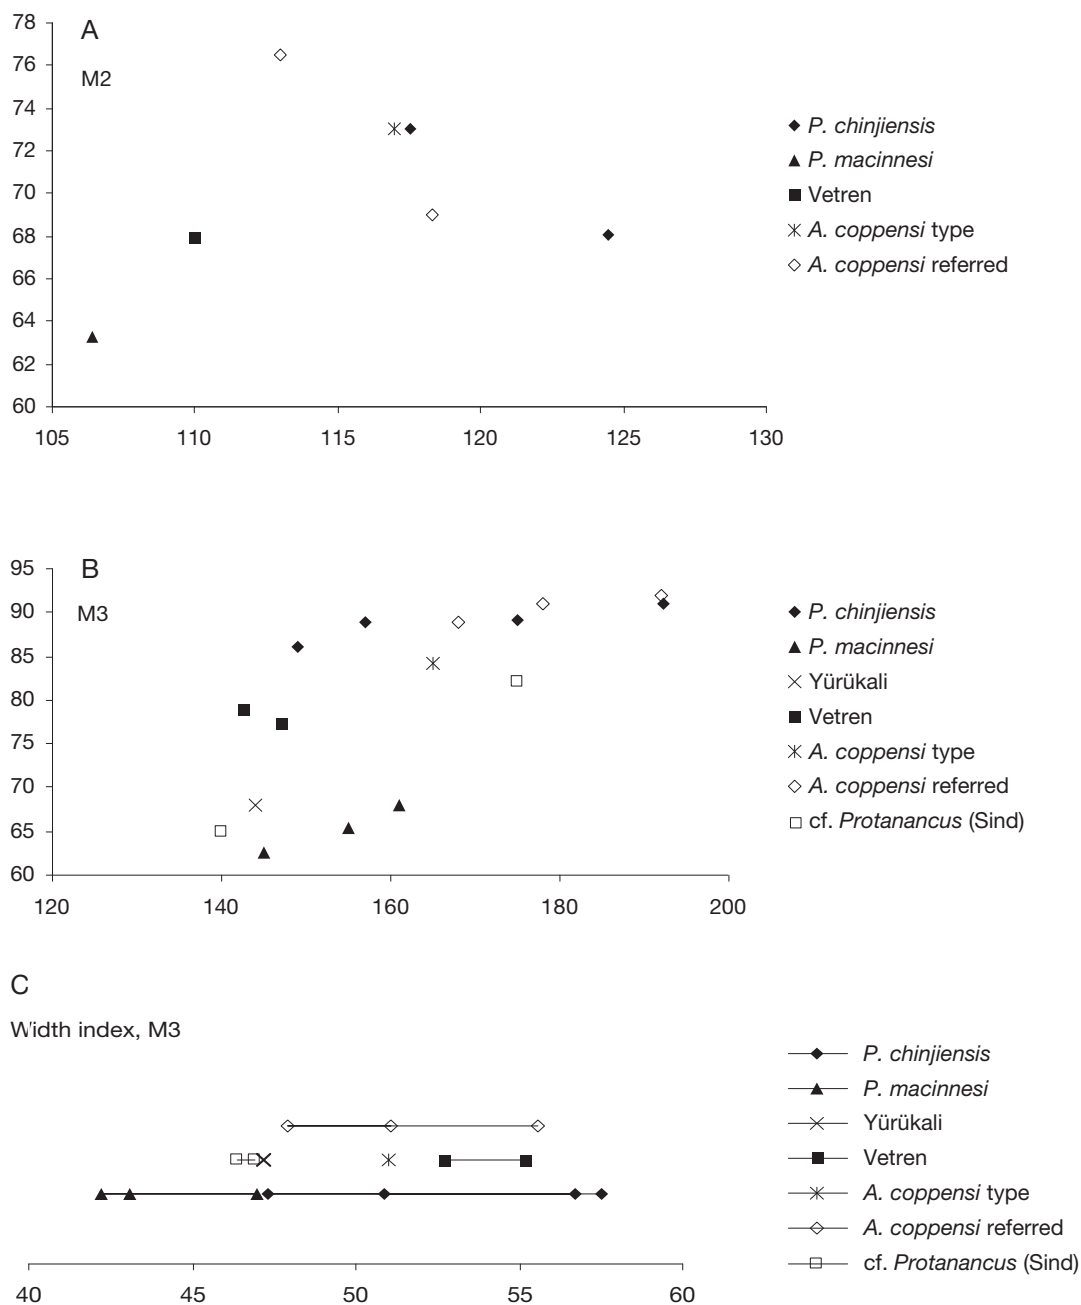 A
M2
78
76
74
72
70
68
66
64
62
60
105 110 115 120 125 130
P. chinjiensis
P. macinnesi
Vetren
A. coppensi type
A. coppensi referred
B
M3
95
90
85
80
75
70
65
60
120 140 160 180 200
P. chinjiensis
P. macinnesi
Yürükali
Vetren
A. coppensi type
A. coppensi referred
cf. Protanancus (Sind)
C
Width index, M3
40 45 50 55 60
P. chinjiensis
P. macinnesi
Yürükali
Vetren
A. coppensi type
A. coppensi referred
cf. Protanancus (Sind)